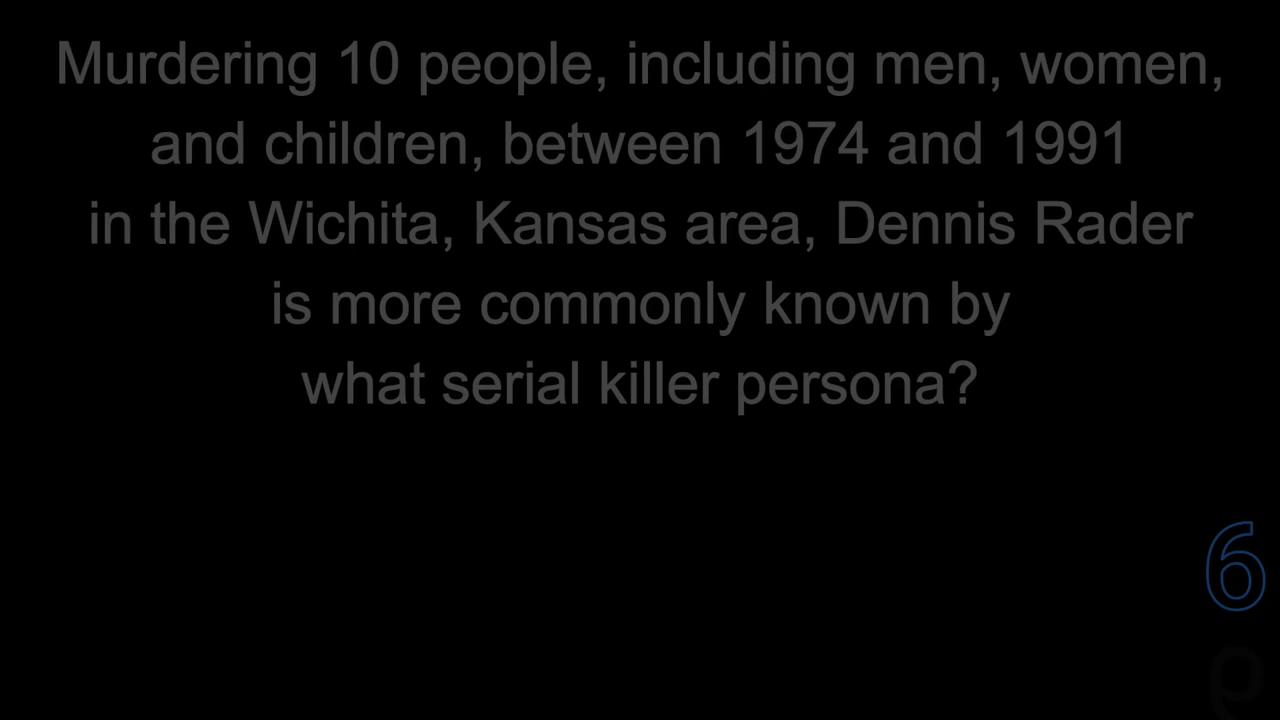 Murdering 10 people, including men, women,
and children, between 1974 and 1991
in the Wichita, Kansas area, Dennis Rader
is more commonly known by
what serial killer persona?
6